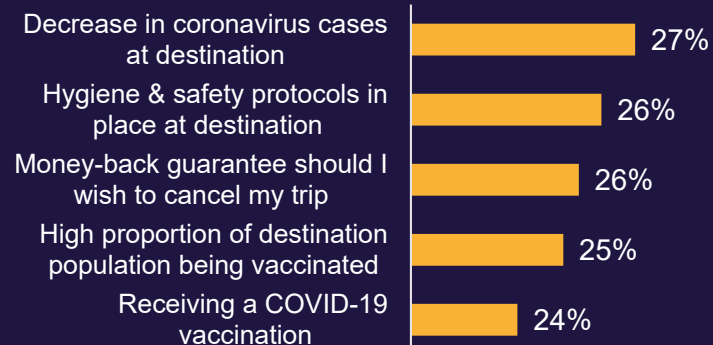 Decrease in coronavirus cases
at destination
27%
Hygiene & safety protocols in
place at destination
26%
Money-back guarantee should I
wish to cancel my trip
26%
High proportion of destination
population being vaccinated
25%
Receiving a COVID-19
vaccination
24%